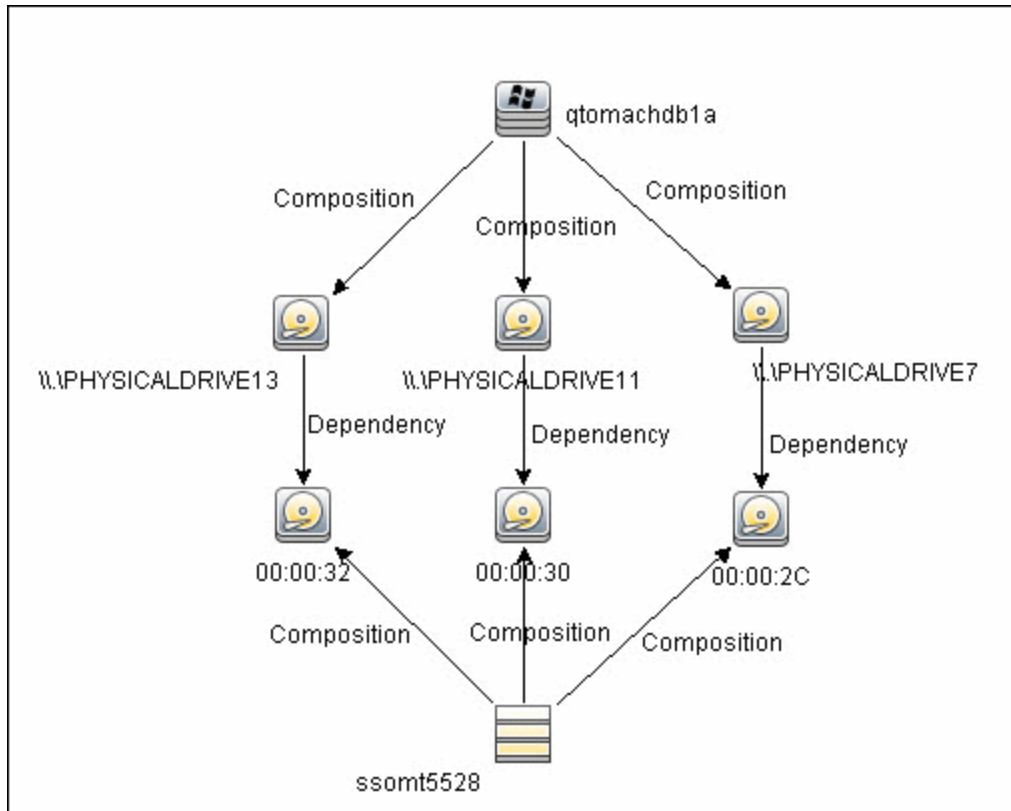 qtomachdb1a
Composition
Composition
Composition
\\.\PHYSICALDRIVE13
\\.\PHYSICALDRIVE11
\\.\PHYSICALDRIVE7
Dependency
Dependency
Dependency
00:00:32
00:00:30
00:00:2C
Composition
Composition
Composition
ssomt5528